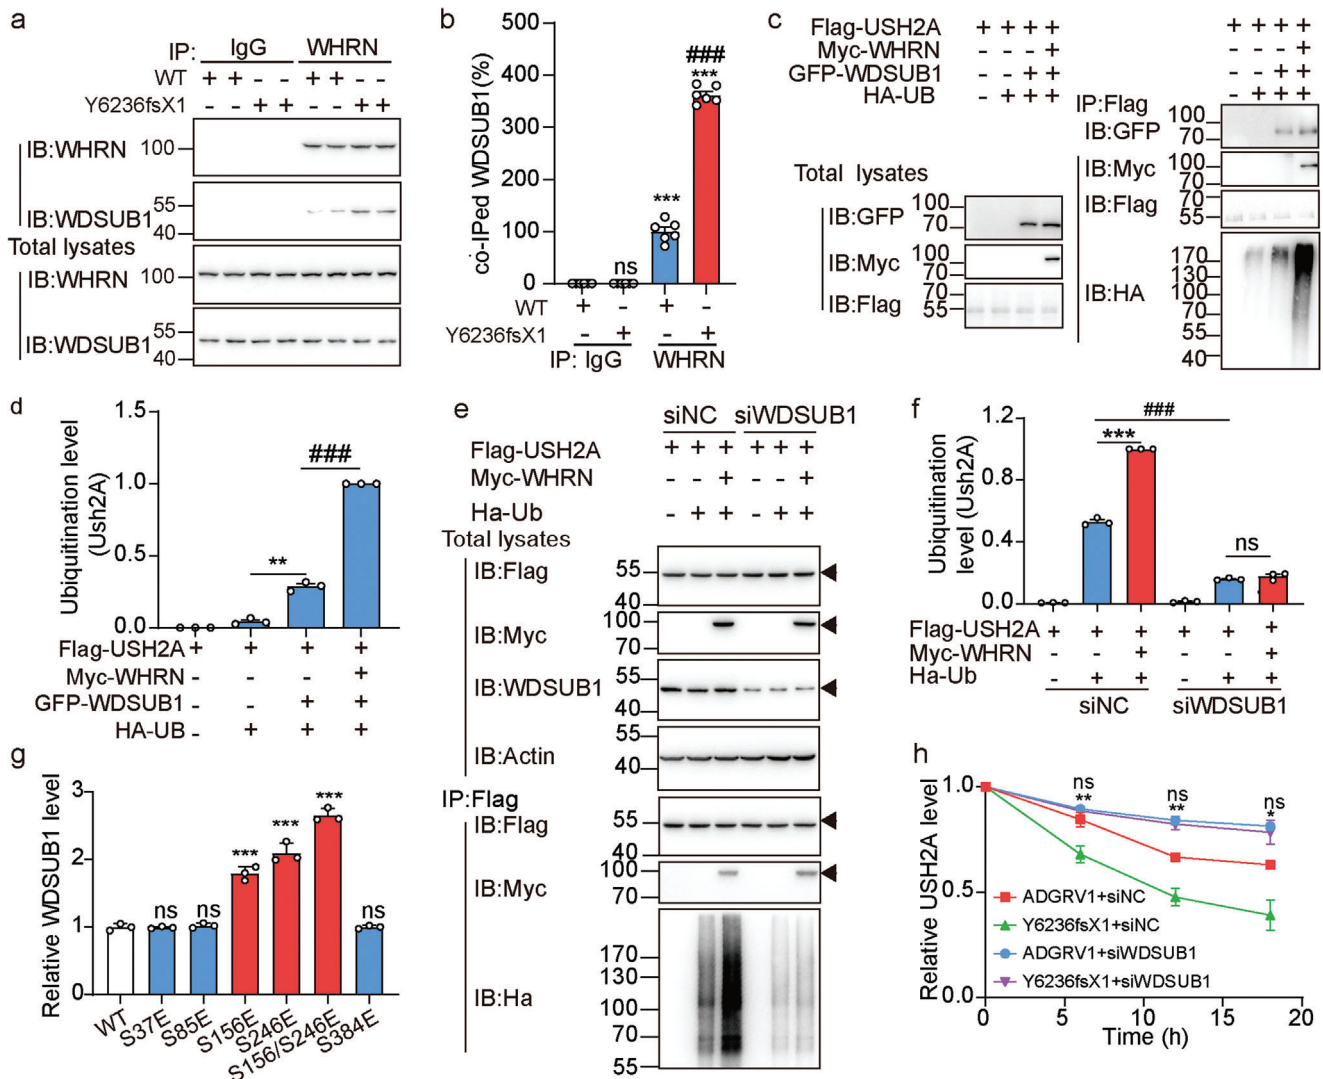 a
IP: IgG WHRN
WT + + - - + + - -
Y6236fsX1 - - + + - - + +
IB:WHRN 100
IB:WDSUB1 55
40
Total lysates
IB:WHRN 100
IB:WDSUB1 55
40
b
co-IPed WDSUB1(%)
500
400
300
200
100
0
ns
***
###
***
WT + - + -
Y6236fsX1 - + - +
IP: IgG WHRN
c
Flag-USH2A + + + + + + + +
Myc-WHRN - - - + - - - +
GFP-WDSUB1 - - + + - - + +
HA-UB - + + + - + + +
Total lysates
IB:GFP 100
70
IB:Myc 100
70
IB:Flag 70
55
IP:Flag
IB:GFP 100
70
IB:Myc 100
70
IB:Flag 70
55
IB:HA
170
130
100
70
55
40
d
Ubiquitination level
(Ush2A)
1.5
1.0
0.5
0.0
**
###
Flag-USH2A + + + +
Myc-WHRN - - - +
GFP-WDSUB1 - - + +
HA-UB - + + +
e
siNC siWDSUB1
Flag-USH2A + + + + + +
Myc-WHRN - - + - - +
Ha-Ub - + + - + +
Total lysates
IB:Flag 55
40
IB:Myc 100
70
IB:WDSUB1 55
40
IB:Actin 55
40
IP:Flag
IB:Flag 55
40
IB:Myc 100
70
IB:Ha
170
130
100
70
55
f
Ubiquitination
level (Ush2A)
1.2
0.8
0.4
0.0
###
***
ns
Flag-USH2A + + + + + +
Myc-WHRN - - + - - +
Ha-Ub - + + - + +
siNC siWDSUB1
g
Relative WDSUB1 level
3
2
1
0
ns ns *** *** *** ns
WT S37E S85E S156E S246E S156/S246E S384E
h
Relative USH2A level
1.0
0.5
0.0
ns ns ns
** ** *
ADGRV1+siNC
Y6236fsX1+siNC
ADGRV1+siWDSUB1
Y6236fsX1+siWDSUB1
0 5 10 15 20
Time (h)